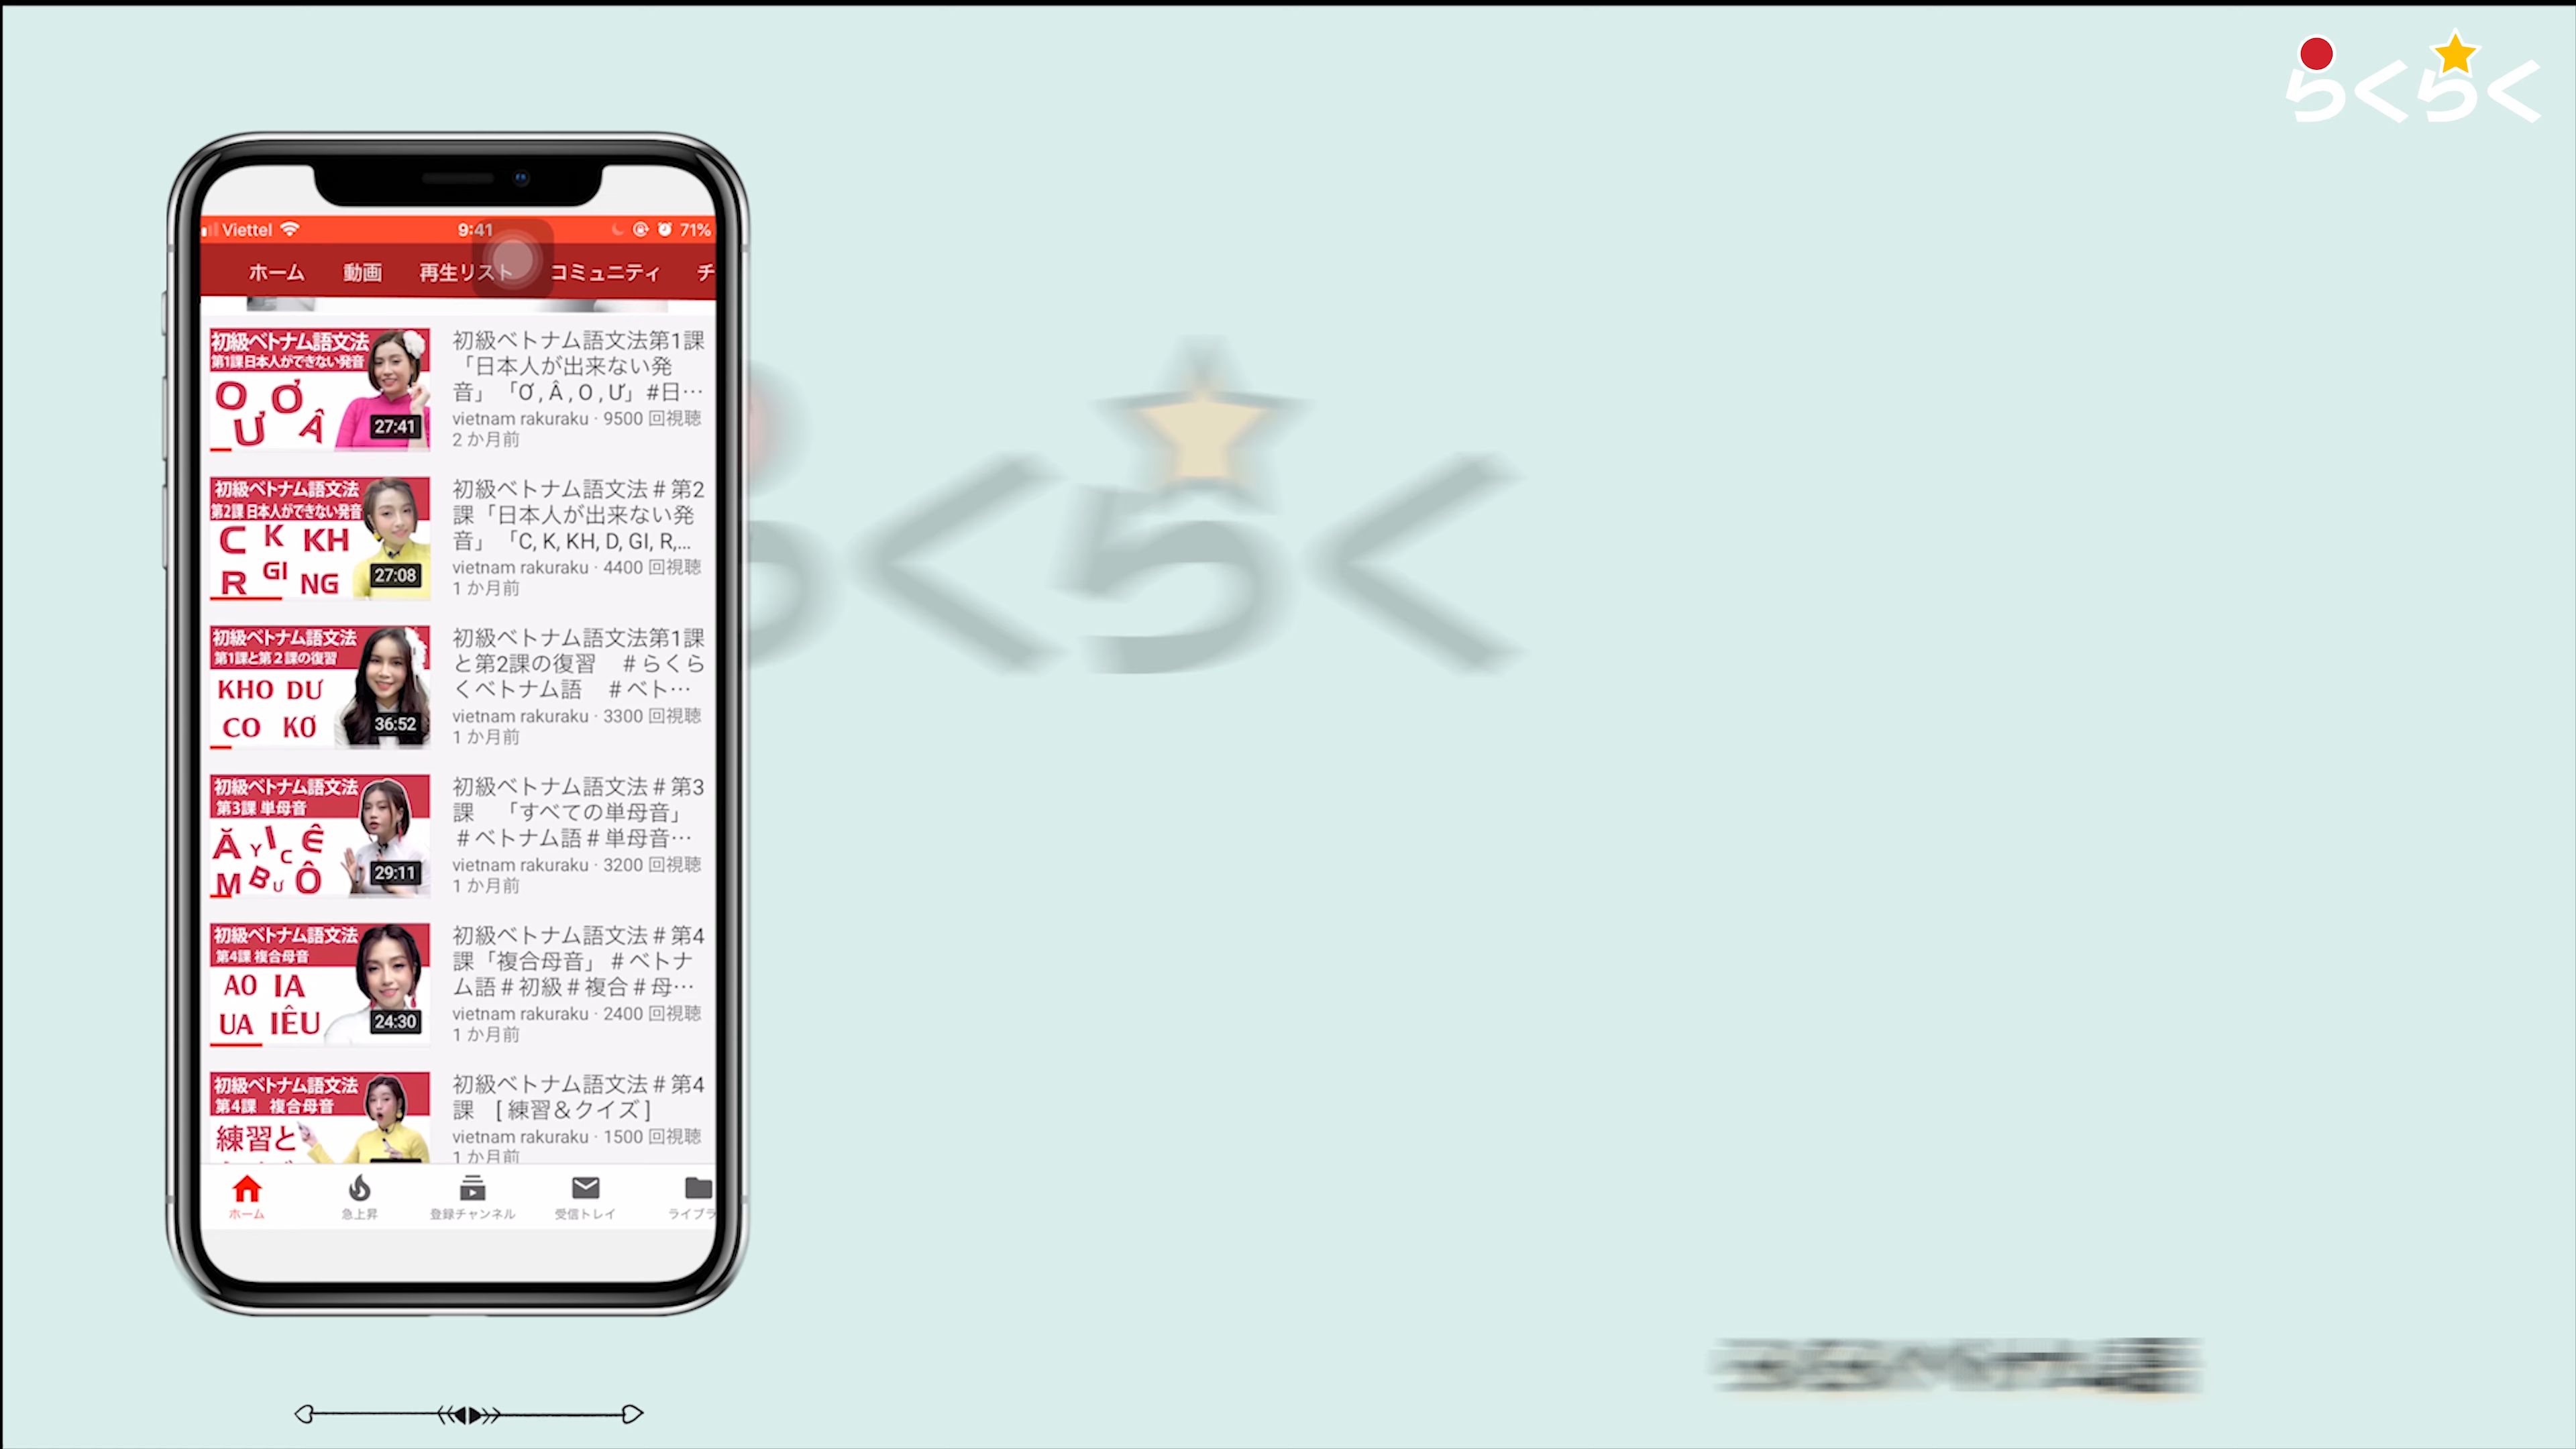 らくらく
Viettel 9:41 71%
ホーム 動画 再生リスト コミュニティ チ
初級ベトナム語文法
第1課日本人ができない発音
O Ơ
Ư Â
27:41
初級ベトナム語文法第1課
「日本人が出来ない発
音」「Ơ , Â , O , Ư」#日…
vietnam rakuraku · 9500 回視聴
2 か月前
初級ベトナム語文法
第2課 日本人ができない発音
C K KH
R GI NG
27:08
初級ベトナム語文法＃第2
課「日本人が出来ない発
音」「C, K, KH, D, GI, R,...
vietnam rakuraku · 4400 回視聴
1 か月前
初級ベトナム語文法
第1課と第２課の復習
KHO DƯ
CO KƠ
36:52
初級ベトナム語文法第1課
と第2課の復習　＃らくら
くベトナム語　＃ベト…
vietnam rakuraku · 3300 回視聴
1 か月前
初級ベトナム語文法
第3課 単母音
Ă Y I C Ê
M B Ư Ô
29:11
初級ベトナム語文法＃第3
課　「すべての単母音」
＃ベトナム語＃単母音…
vietnam rakuraku · 3200 回視聴
1 か月前
初級ベトナム語文法
第4課 複合母音
AO IA
UA IÊU
24:30
初級ベトナム語文法＃第4
課「複合母音」＃ベトナ
ム語＃初級＃複合＃母…
vietnam rakuraku · 2400 回視聴
1 か月前
初級ベトナム語文法
第4課　複合母音
練習と
初級ベトナム語文法＃第4
課　[ 練習＆クイズ ]
vietnam rakuraku · 1500 回視聴
1 か月前
ホーム 急上昇 登録チャンネル 受信トレイ ライブラ
らくらく